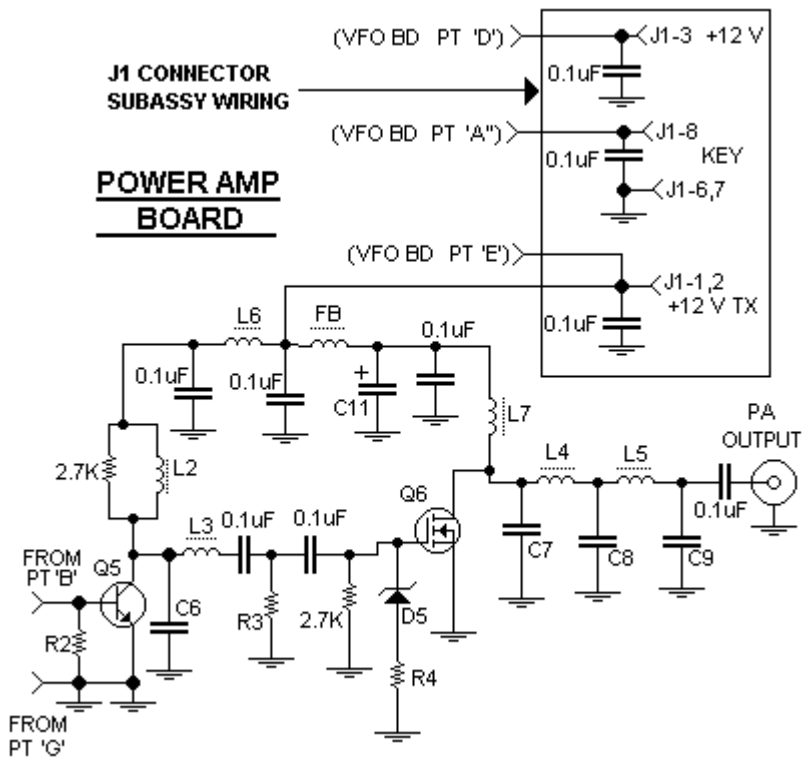 (VFO BD PT 'D')
J1-3 +12 V
0.1uF
J1 CONNECTOR
SUBASSY WIRING
(VFO BD PT 'A")
J1-8
KEY
0.1uF
J1-6,7
POWER AMP
BOARD
(VFO BD PT 'E')
J1-1,2
+12 V TX
0.1uF
L6
FB
0.1uF
0.1uF
0.1uF
+
C11
L7
PA
OUTPUT
2.7K
L2
L4
L5
Q6
0.1uF
L3
0.1uF
0.1uF
C7
C8
C9
FROM
PT 'B'
Q5
C6
R3
2.7K
D5
R2
R4
FROM
PT 'G'